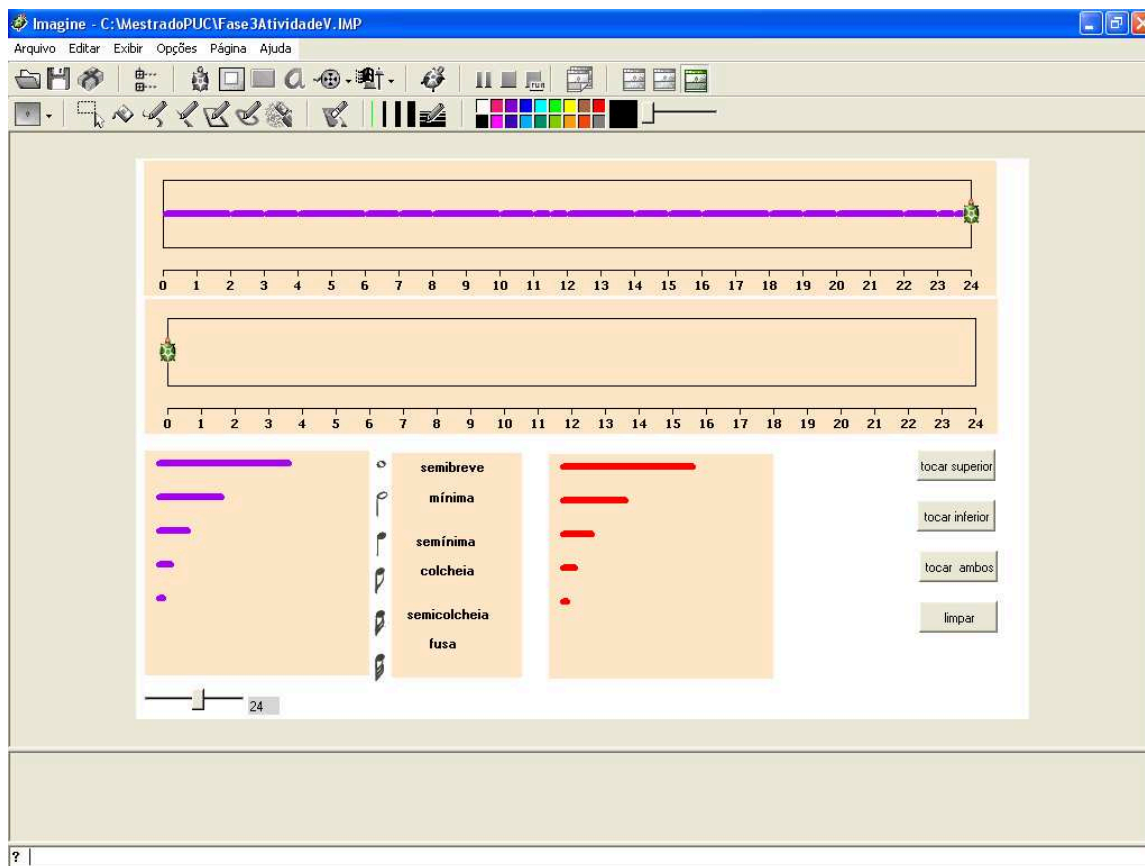 Imagine - C:\MestradoPUC\Fase3AtividadeV.IMP
Arquivo Editar Exibir Opções Página Ajuda
run
0 1 2 3 4 5 6 7 8 9 10 11 12 13 14 15 16 17 18 19 20 21 22 23 24
0 1 2 3 4 5 6 7 8 9 10 11 12 13 14 15 16 17 18 19 20 21 22 23 24
semibreve
mínima
semínima
colcheia
semicolcheia
fusa
tocar superior
tocar inferior
tocar ambos
limpar
24
?